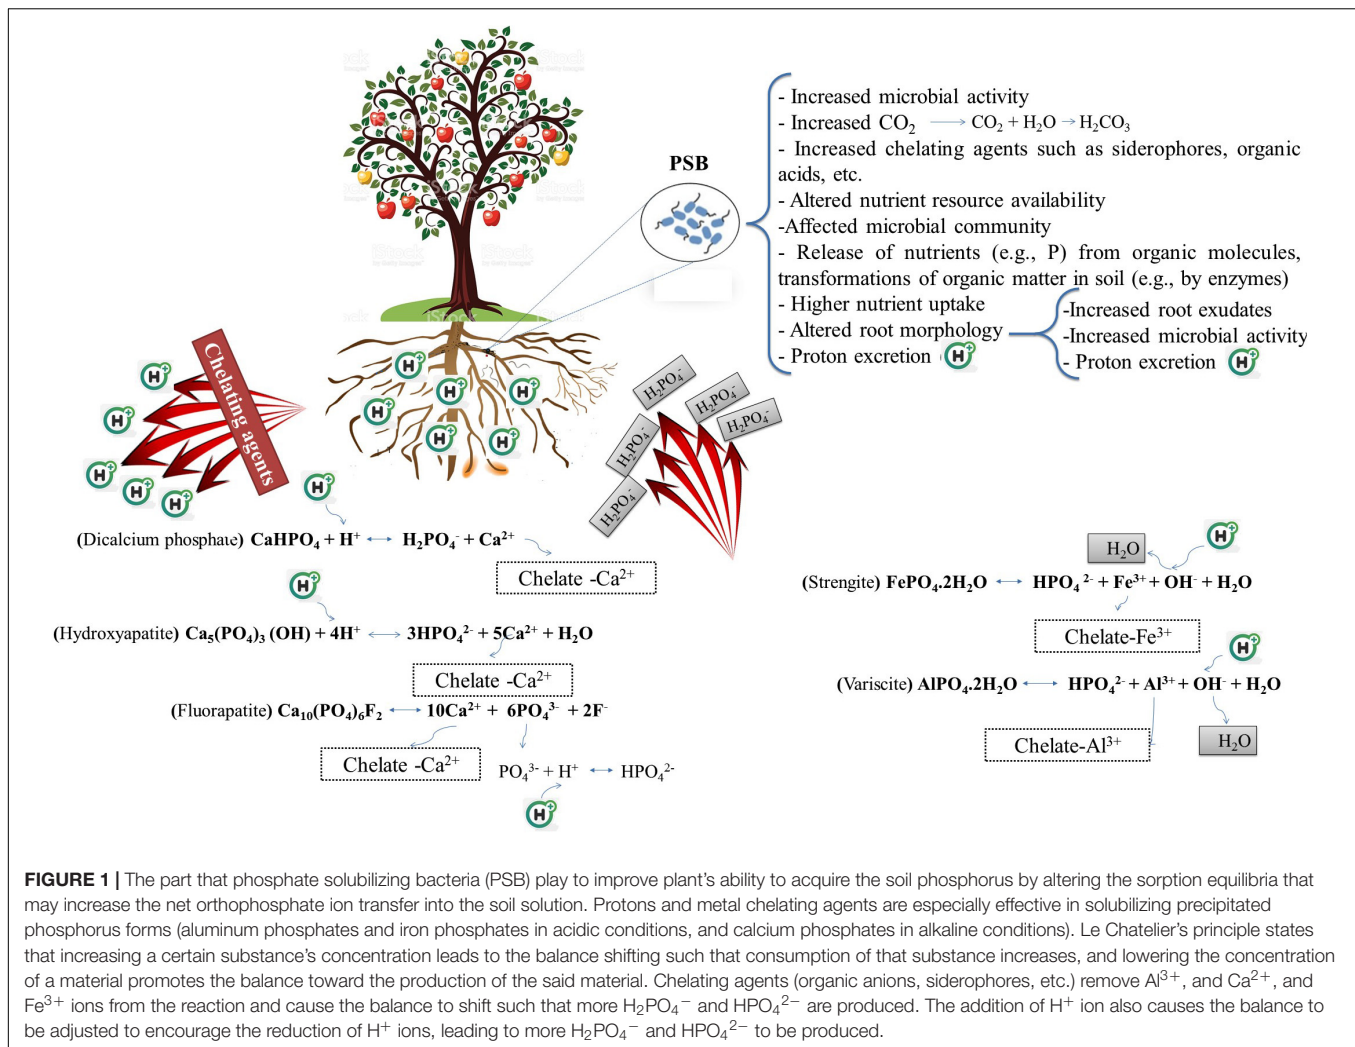 PSB
- Increased microbial activity
- Increased CO₂ → CO₂ + H₂O → H₂CO₃
- Increased chelating agents such as siderophores, organic
acids, etc.
- Altered nutrient resource availability
-Affected microbial community
- Release of nutrients (e.g., P) from organic molecules,
transformations of organic matter in soil (e.g., by enzymes)
- Higher nutrient uptake
- Altered root morphology
- Proton excretion H+
-Increased root exudates
-Increased microbial activity
- Proton excretion H+
iStock
Chelating agents
H+
H+
H+
H+
H+
H+
H+
H+
H+
H+
H+
H₂PO₄⁻
H₂PO₄⁻
H₂PO₄⁻
H₂PO₄⁻
H₂PO₄⁻
H+
(Dicalcium phosphate) CaHPO₄ + H⁺ ↔ H₂PO₄⁻ + Ca²⁺
Chelate -Ca²⁺
H+
(Hydroxyapatite) Ca₅(PO₄)₃ (OH) + 4H⁺ ↔ 3HPO₄²⁻ + 5Ca²⁺ + H₂O
Chelate -Ca²⁺
(Fluorapatite) Ca₁₀(PO₄)₆F₂ ↔ 10Ca²⁺ + 6PO₄³⁻ + 2F⁻
Chelate -Ca²⁺
PO₄³⁻ + H⁺ ↔ HPO₄²⁻
H+
H₂O
H+
(Strengite) FePO₄.2H₂O ↔ HPO₄²⁻ + Fe³⁺ + OH⁻ + H₂O
Chelate-Fe³⁺
H+
(Variscite) AlPO₄.2H₂O ↔ HPO₄²⁻ + Al³⁺ + OH⁻ + H₂O
Chelate-Al³⁺
H₂O
FIGURE 1 | The part that phosphate solubilizing bacteria (PSB) play to improve plant's ability to acquire the soil phosphorus by altering the sorption equilibria that
may increase the net orthophosphate ion transfer into the soil solution. Protons and metal chelating agents are especially effective in solubilizing precipitated
phosphorus forms (aluminum phosphates and iron phosphates in acidic conditions, and calcium phosphates in alkaline conditions). Le Chatelier's principle states
that increasing a certain substance's concentration leads to the balance shifting such that consumption of that substance increases, and lowering the concentration
of a material promotes the balance toward the production of the said material. Chelating agents (organic anions, siderophores, etc.) remove Al³⁺, and Ca²⁺, and
Fe³⁺ ions from the reaction and cause the balance to shift such that more H₂PO₄⁻ and HPO₄²⁻ are produced. The addition of H⁺ ion also causes the balance to
be adjusted to encourage the reduction of H⁺ ions, leading to more H₂PO₄⁻ and HPO₄²⁻ to be produced.